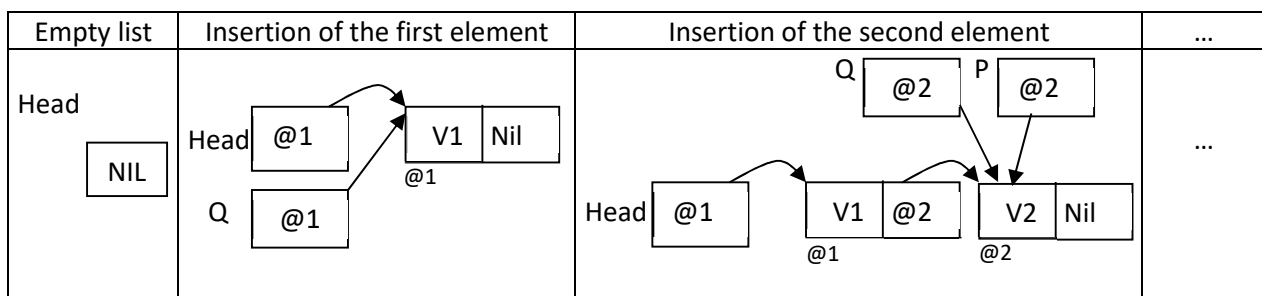 Empty list Insertion of the first element Insertion of the second element ...
Head
NIL
Head @1 V1 Nil
@1
Q @1
Q @2 P @2
Head @1 V1 @2 V2 Nil
@1 @2
...